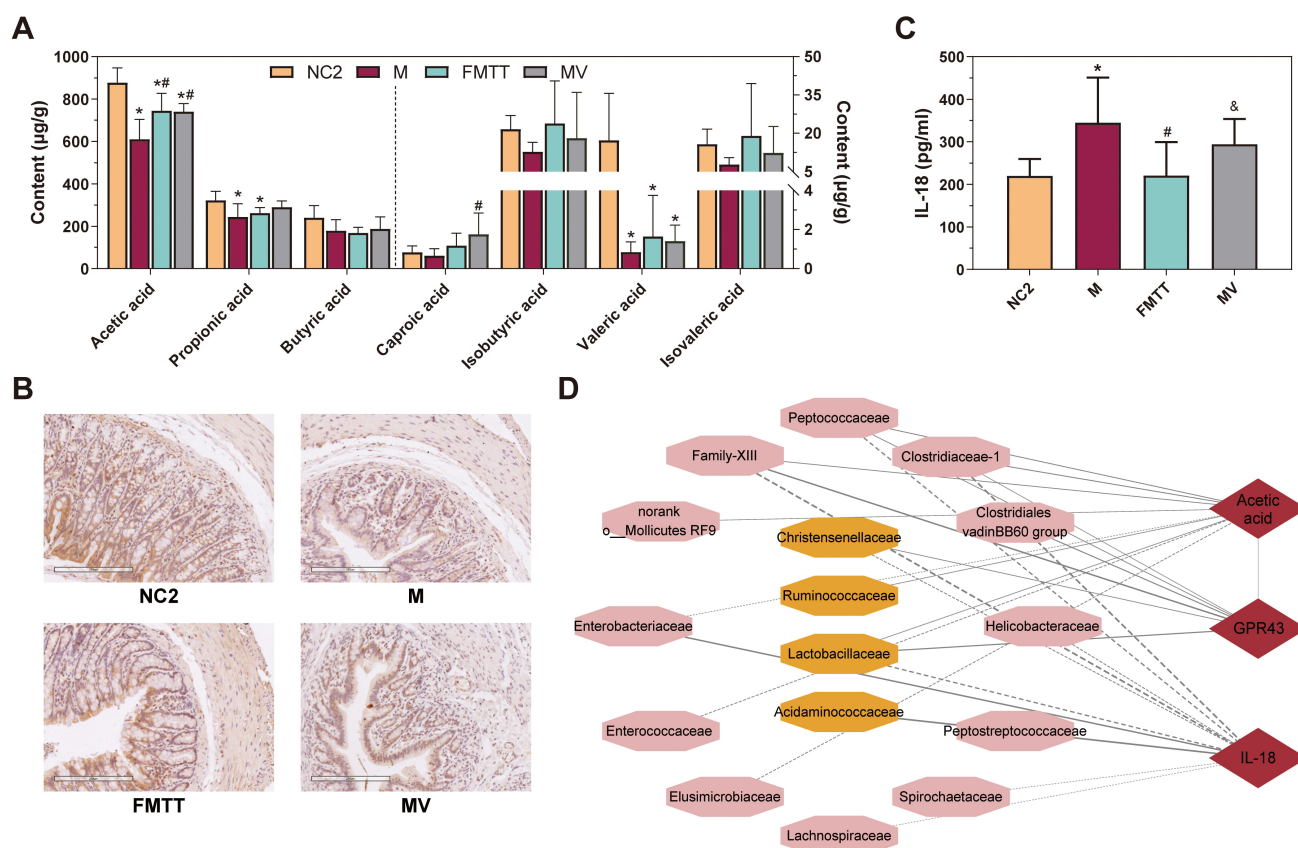 A
Content (μg/g)
1000
800
600
400
200
0
NC2 M FMTT MV
50
35
20
5
4
2
0
Content (μg/g)
* *# *#
* *
#
* * *
Acetic acid
Propionic acid
Butyric acid
Caproic acid
Isobutyric acid
Valeric acid
Isovaleric acid
C
IL-18 (pg/ml)
500
400
300
200
100
0
*
#
&
NC2
M
FMTT
MV
B
NC2
M
FMTT
MV
D
Peptococcaceae
Family-XIII
Clostridiaceae-1
norank
o__Mollicutes RF9
Clostridiales
vadinBB60 group
Christensenellaceae
Ruminococcaceae
Enterobacteriaceae
Helicobacteraceae
Lactobacillaceae
Acidaminococcaceae
Enterococcaceae
Peptostreptococcaceae
Elusimicrobiaceae
Spirochaetaceae
Lachnospiraceae
Acetic
acid
GPR43
IL-18